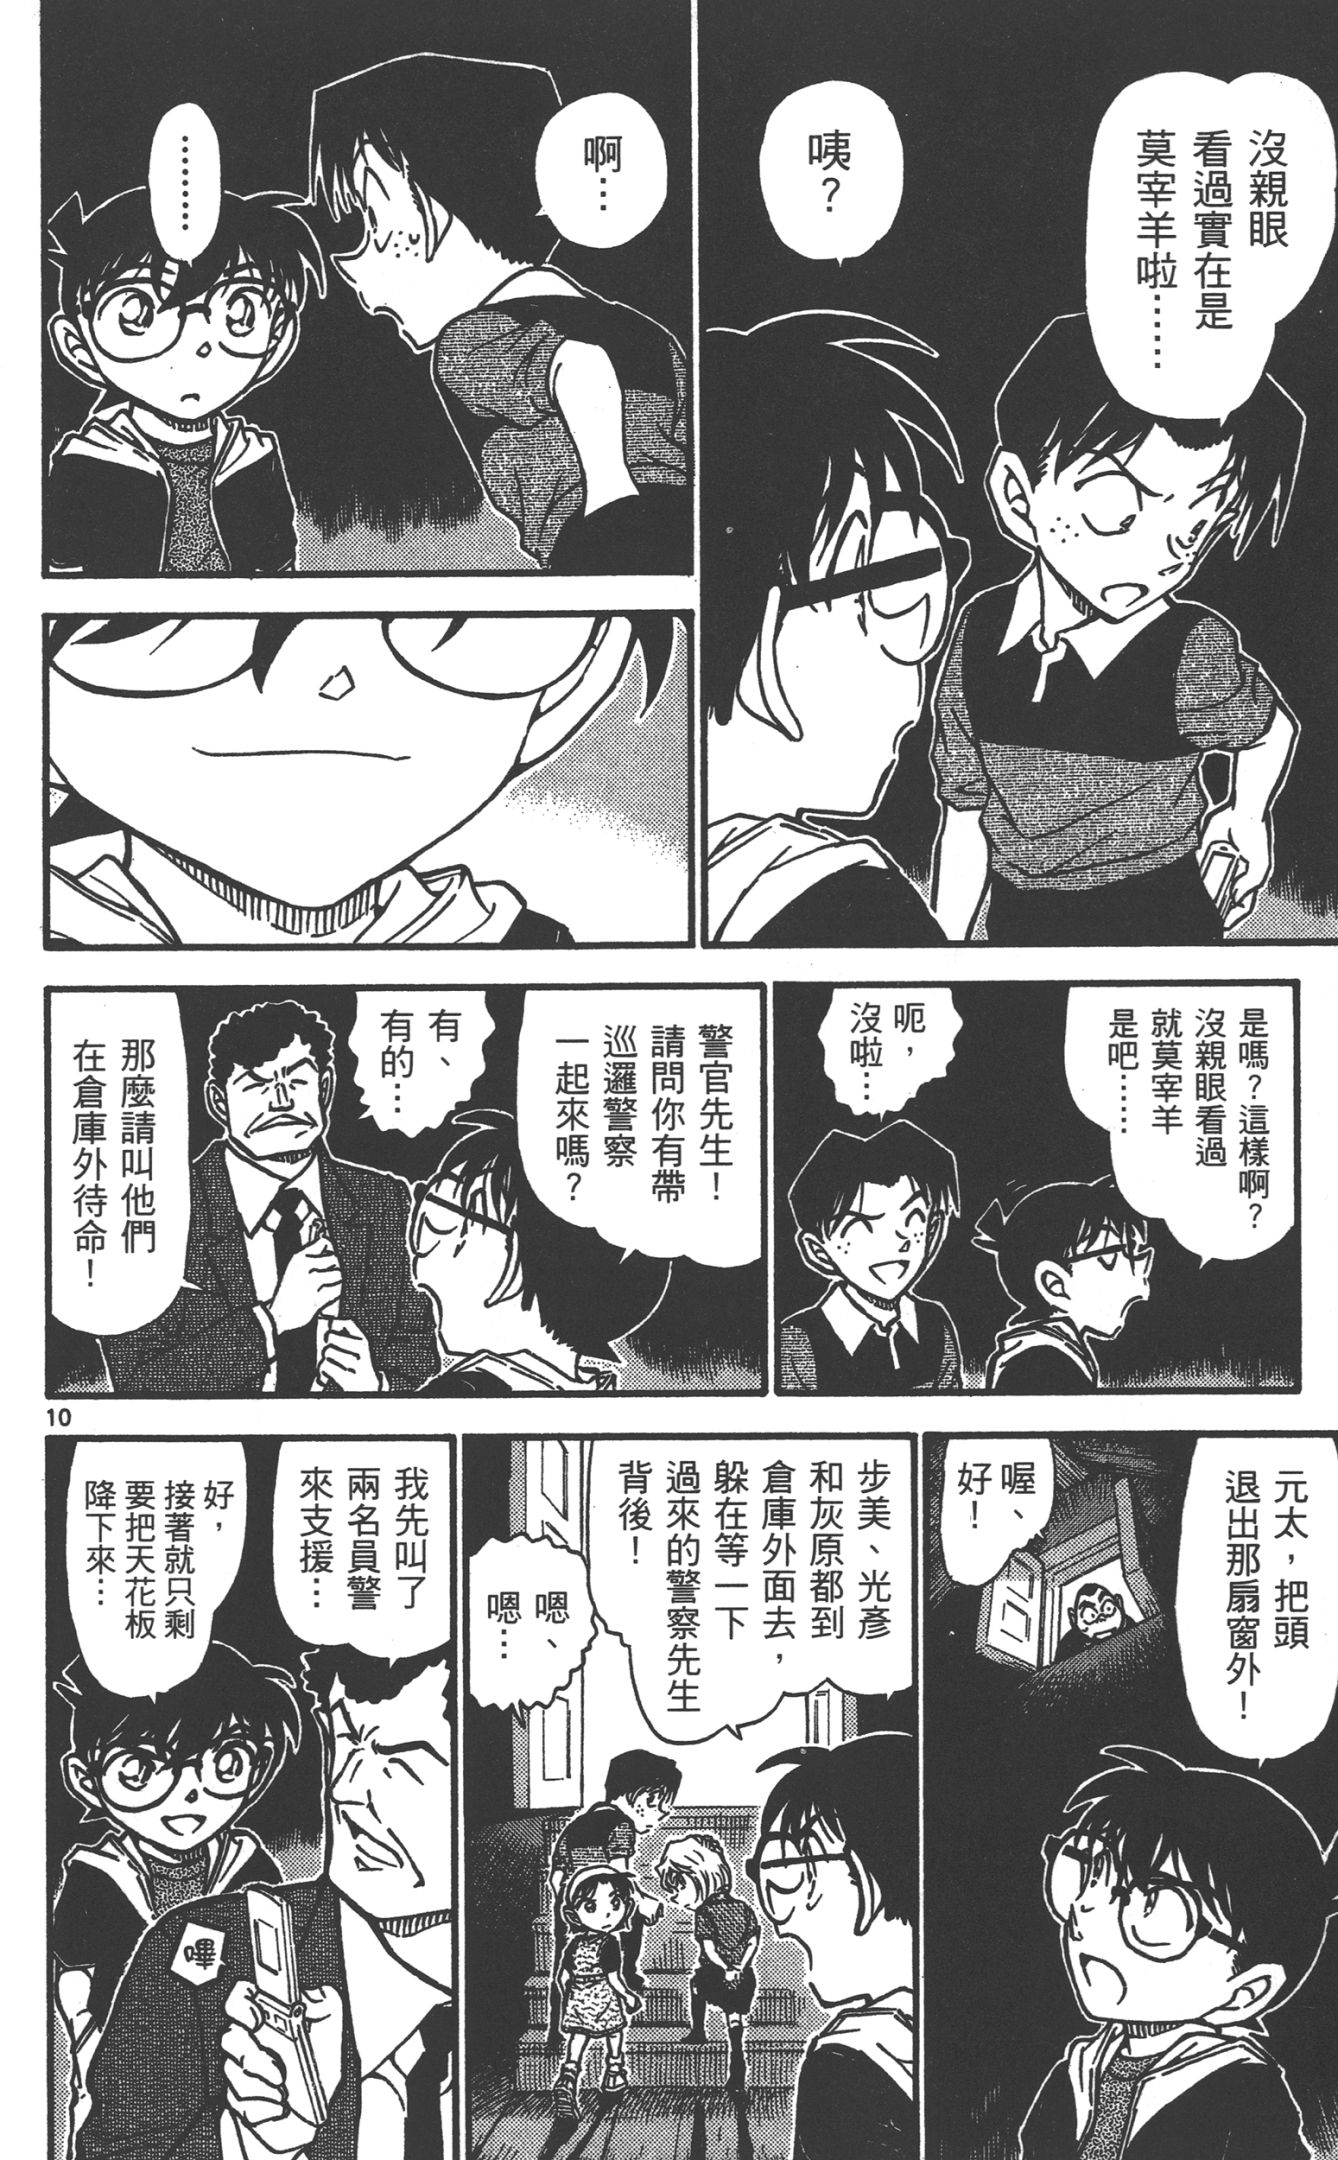 沒親眼
看過實在是
莫宰羊啦……
咦？
啊…
………
是嗎？這樣啊？
沒親眼看過
就莫宰羊
是吧……
呃，
沒啦…
警官先生！
請問你有帶
巡邏警察
一起來嗎？
有、
有的…
那麼請叫他們
在倉庫外待命！
10
元太，把頭
退出那扇窗外！
喔、
好！
步美、光彥
和灰原都到
倉庫外面去，
躲在等一下
過來的警察先生
背後！
嗯、
嗯…
我先叫了
兩名員警
來支援…
好，
接著就只剩
要把天花板
降下來…
嗶